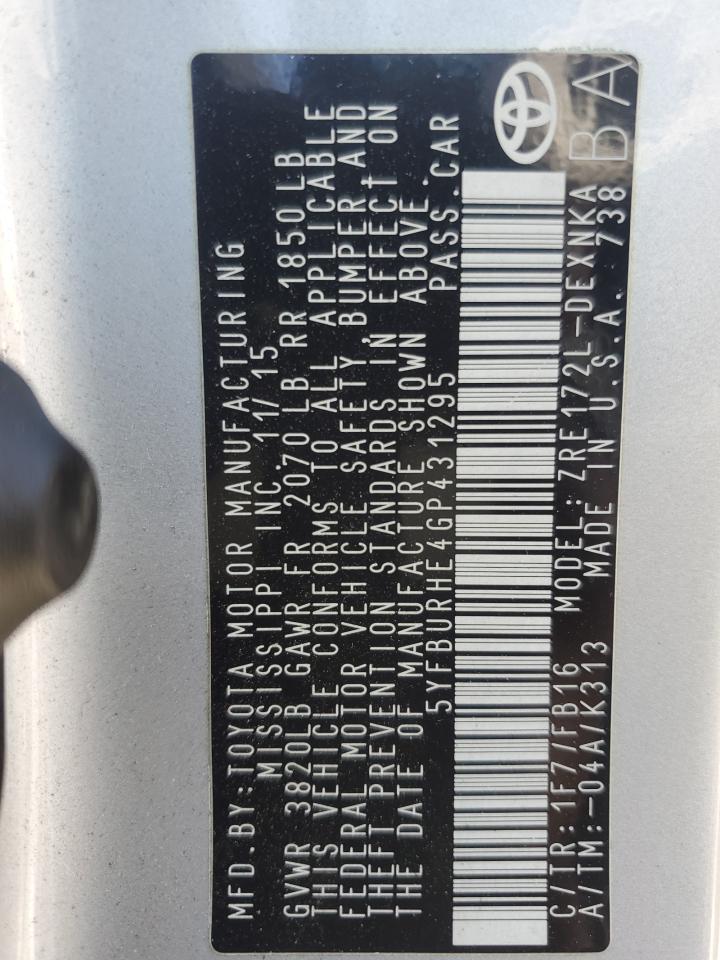 MFD.BY:TOYOTA MOTOR MANUFACTURING
MISSISSIPPI INC. 11/15
GVWR 3820LB GAWR FR 2070 LB RR 1850LB
THIS VEHICLE CONFORMS TO ALL APPLICABLE
FEDERAL MOTOR VEHICLE SAFETY, BUMPER, AND
THEFT PREVENTION STANDARDS IN EFFECT ON
THE DATE OF MANUFACTURE SHOWN ABOVE.
5YFBURHE4GP431295 PASS.CAR
C/TR: 1F7/FB16 MODEL: ZRE172L-DEXNKA
A/TM:-04A/K313 MADE IN U.S.A. 738
BA